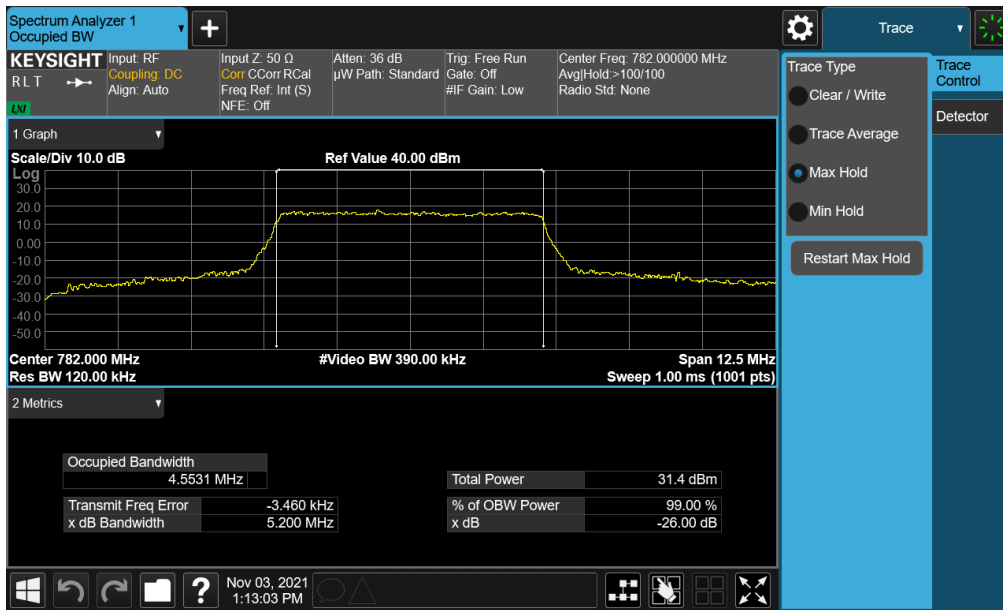 Spectrum Analyzer 1
Occupied BW
▼
+
Trace
▼
KEYSIGHT
RLT
LXI
Input: RF
Coupling: DC
Align: Auto
Input Z: 50 Ω
Corr CCorr RCal
Freq Ref: Int (S)
NFE: Off
Atten: 36 dB
µW Path: Standard
Trig: Free Run
Gate: Off
#IF Gain: Low
Center Freq: 782.000000 MHz
Avg|Hold:>100/100
Radio Std: None
1 Graph ▼
Scale/Div 10.0 dB
Ref Value 40.00 dBm
Log
30.0
20.0
10.0
0.00
-10.0
-20.0
-30.0
-40.0
-50.0
Center 782.000 MHz
#Video BW 390.00 kHz
Span 12.5 MHz
Res BW 120.00 kHz
Sweep 1.00 ms (1001 pts)
2 Metrics ▼
Occupied Bandwidth
4.5531 MHz
Total Power 31.4 dBm
Transmit Freq Error -3.460 kHz
% of OBW Power 99.00 %
x dB Bandwidth 5.200 MHz
x dB -26.00 dB
Trace Type
Clear / Write
Trace Average
Max Hold
Min Hold
Restart Max Hold
Trace
Control
Detector
?
Nov 03, 2021
1:13:03 PM